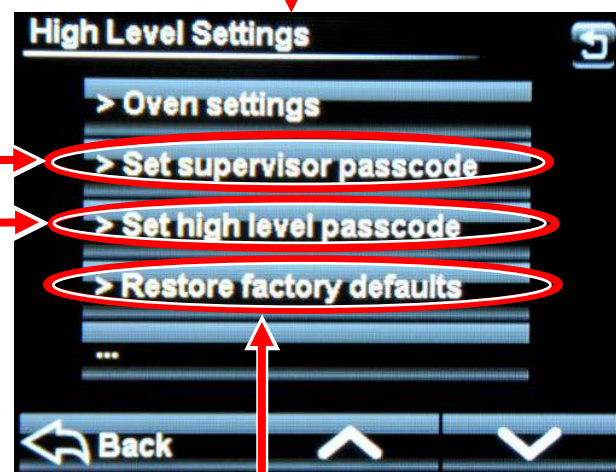 High Level Settings
> Oven settings
> Set supervisor passcode
> Set high level passcode
> Restore factory defaults
...
Back